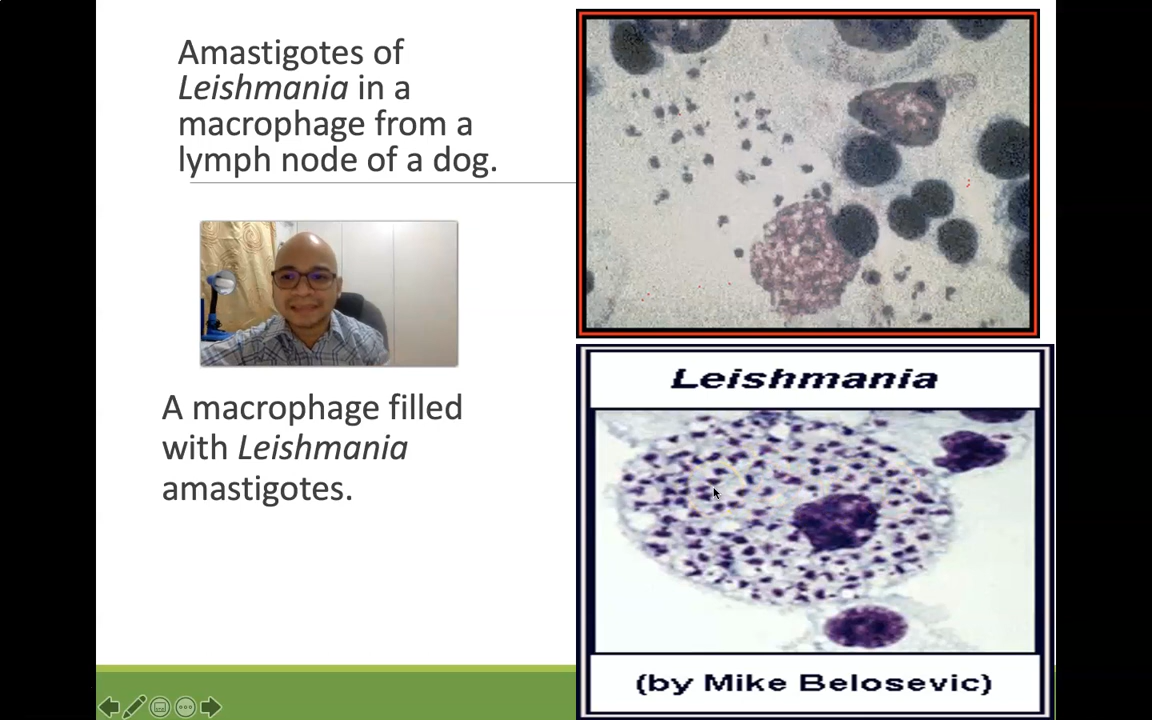 Amastigotes of
Leishmania in a
macrophage from a
lymph node of a dog.
A macrophage filled
with Leishmania
amastigotes.
Leishmania
(by Mike Belosevic)